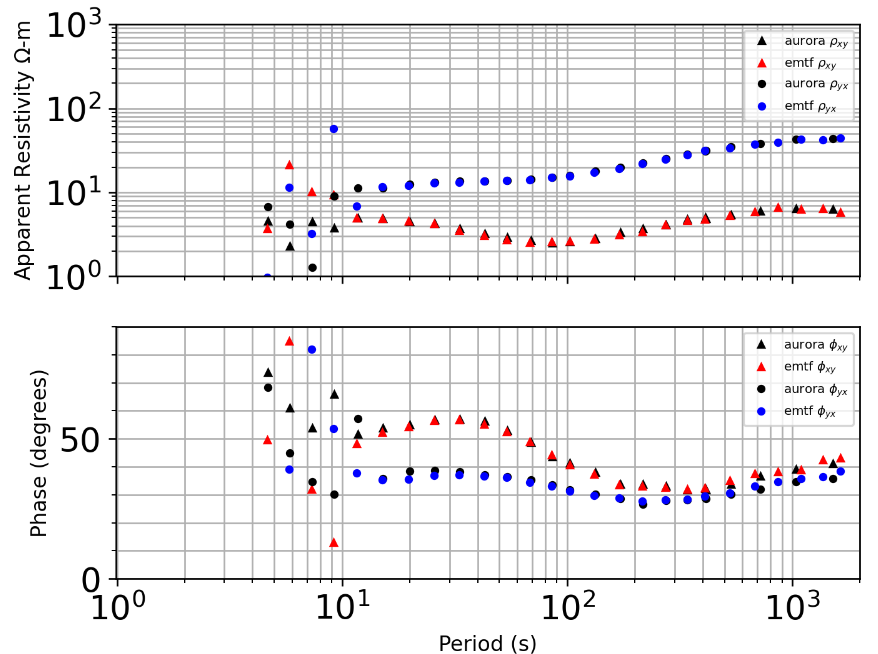 10³
10²
10¹
10⁰
Apparent Resistivity Ω-m
aurora ρxy
emtf ρxy
aurora ρyx
emtf ρyx
50
0
Phase (degrees)
aurora ϕxy
emtf ϕxy
aurora ϕyx
emtf ϕyx
10⁰ 10¹ 10² 10³
Period (s)